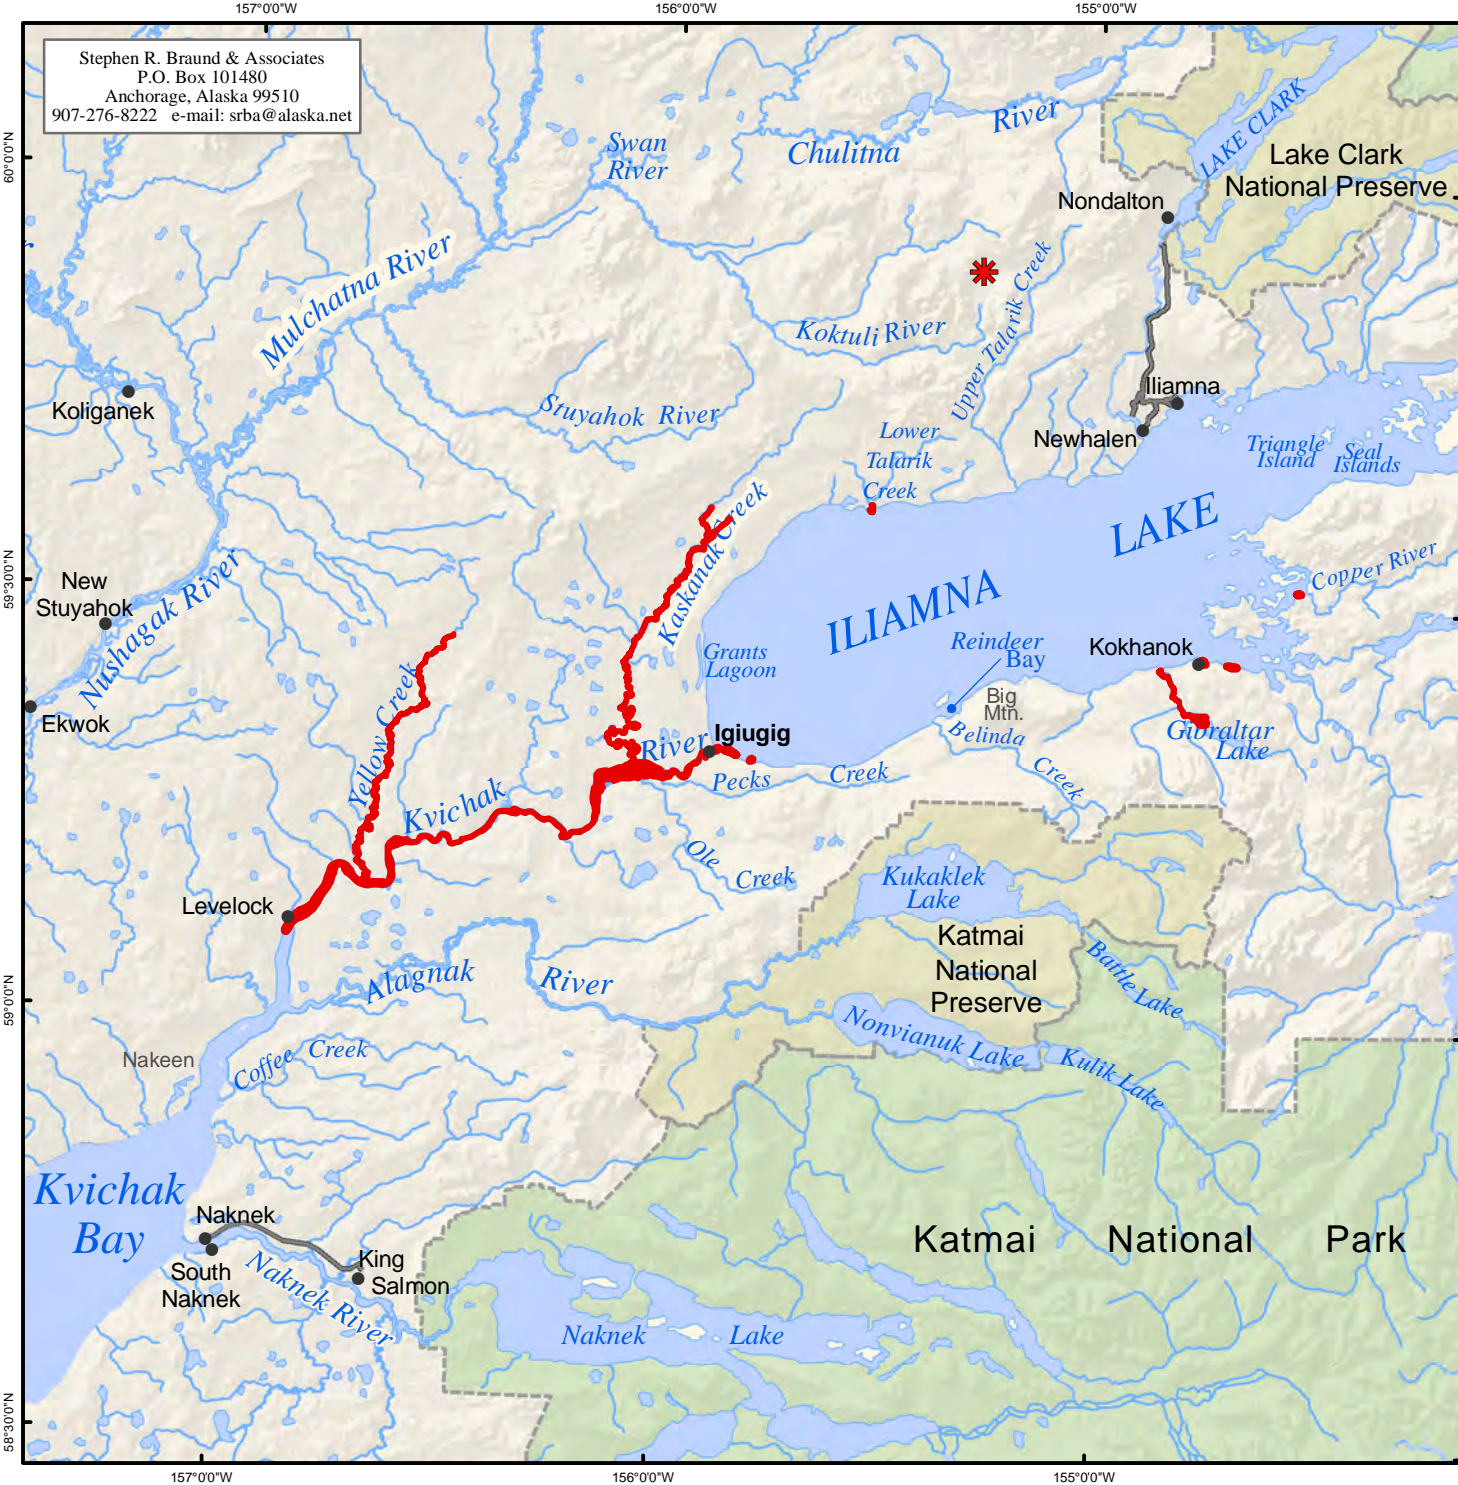 157°0'0"W
156°0'0"W
155°0'0"W
Stephen R. Braund & Associates
P.O. Box 101480
Anchorage, Alaska 99510
907-276-8222 e-mail: srba@alaska.net
60°0'0"N
59°30'0"N
59°0'0"N
58°30'0"N
Swan
River
Chulitna
River
LAKE CLARK
Lake Clark
National Preserve
Nondalton
Mulchatna River
Koktuli River
Upper Talarik Creek
Koliganek
Stuyahok River
Iliamna
Newhalen
Lower
Talarik
Creek
Triangle
Island
Seal
Islands
LAKE
ILIAMNA
Kaskanak Creek
New
Stuyahok
Nushagak River
Ekwok
Copper River
Grants
Lagoon
Reindeer
Bay
Kokhanok
Big
Mtn.
Belinda
Creek
Gibraltar
Lake
Yellow Creek
Igiugig
River
Kvichak
Pecks
Creek
Ole
Creek
Levelock
Kukaklek
Lake
Katmai
National
Preserve
Battle Lake
Alagnak
River
Nonvianuk Lake
Kulik Lake
Nakeen
Coffee Creek
Kvichak
Bay
Naknek
South
Naknek
King
Salmon
Naknek River
Katmai National Park
Naknek Lake
157°0'0"W
156°0'0"W
155°0'0"W